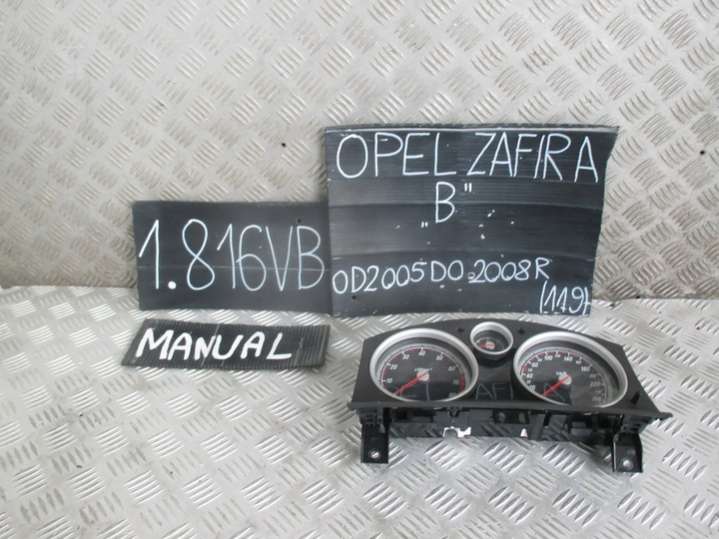 OPEL ZAFIRA
„B"
1.816VB
OD2005DO2008R
(119)
MANUAL